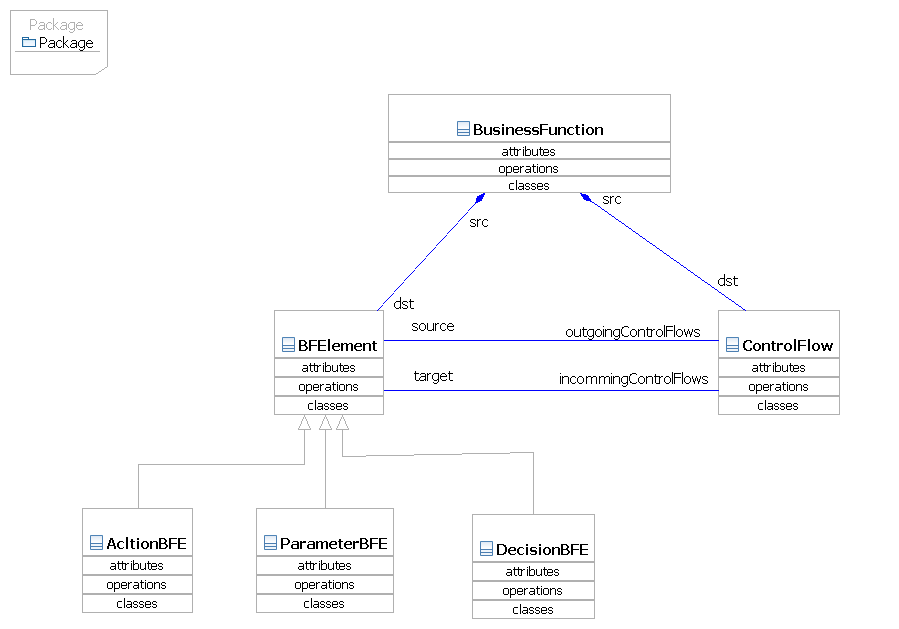 Package
Package
BusinessFunction
attributes
operations
classes
src
src
dst
dst
BFElement
attributes
operations
classes
source
outgoingControlFlows
target
incommingControlFlows
ControlFlow
attributes
operations
classes
AcltionBFE
attributes
operations
classes
ParameterBFE
attributes
operations
classes
DecisionBFE
attributes
operations
classes